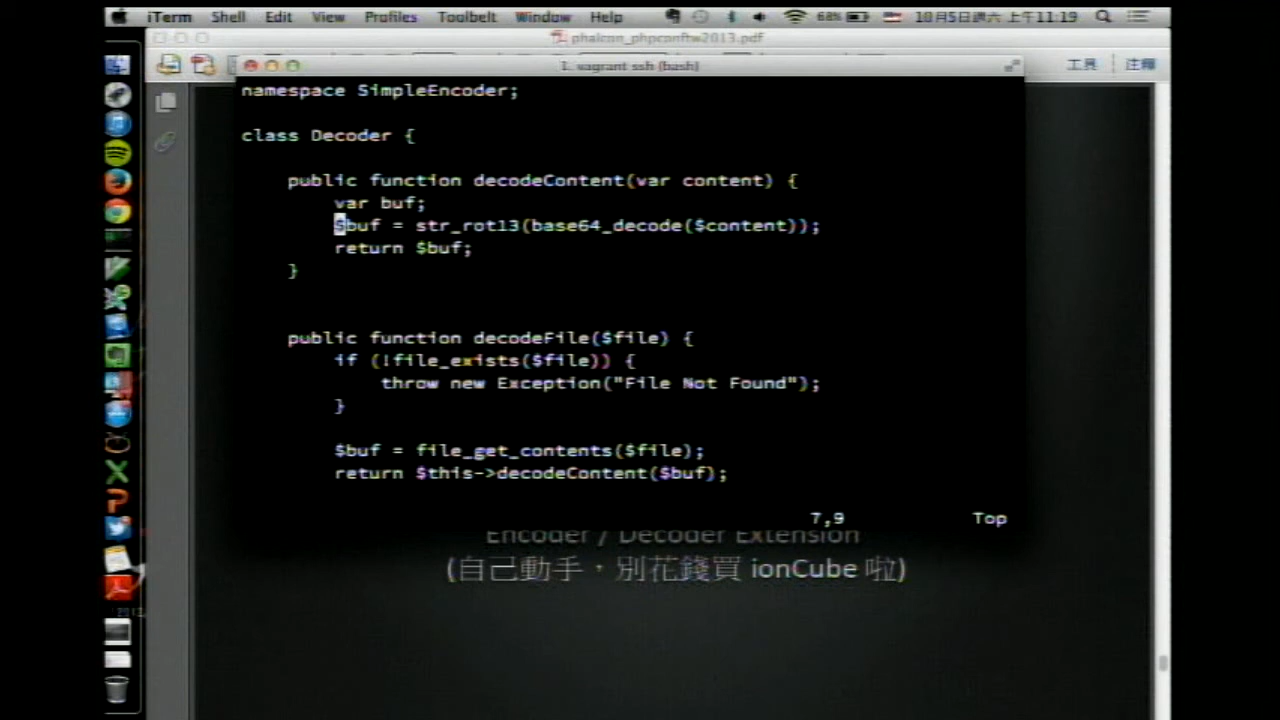 iTerm Shell Edit View Profiles Toolbelt Window Help 68% 10月5日週六 上午11:19
phalcon_phpconftw2013.pdf
1. vagrant ssh (bash)
工具 注釋
namespace SimpleEncoder;
class Decoder {
public function decodeContent(var content) {
var buf;
$buf = str_rot13(base64_decode($content));
return $buf;
}
public function decodeFile($file) {
if (!file_exists($file)) {
throw new Exception("File Not Found");
}
$buf = file_get_contents($file);
return $this->decodeContent($buf);
7,9 Top
Encoder / Decoder Extension
(自己動手，別花錢買 ionCube 啦)